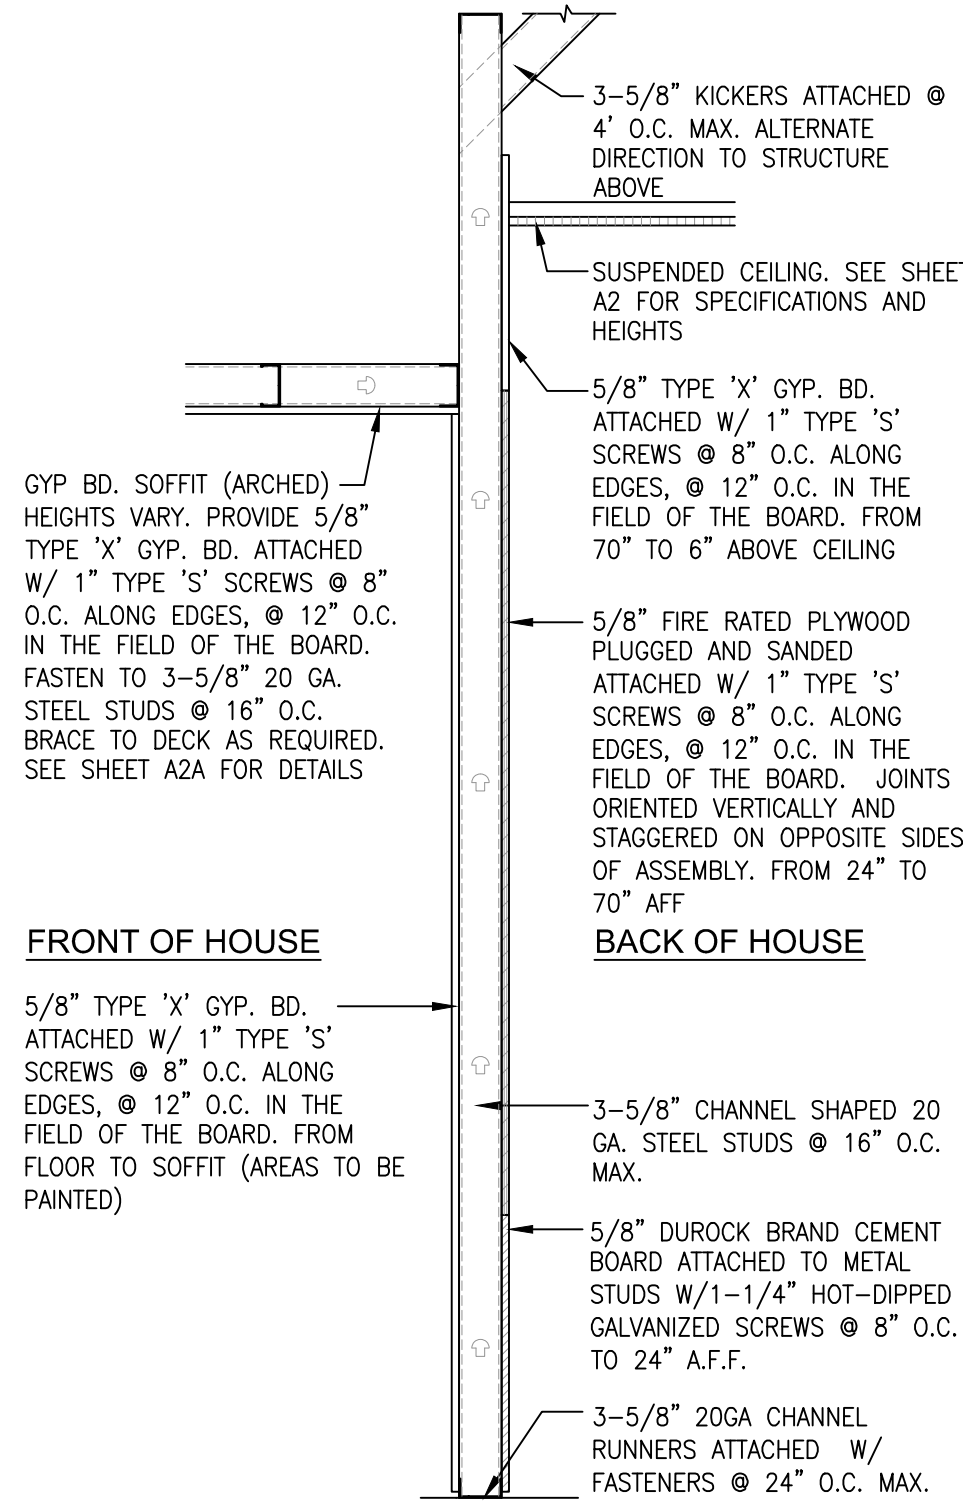 3-5/8" KICKERS ATTACHED @
4' O.C. MAX. ALTERNATE
DIRECTION TO STRUCTURE
ABOVE
SUSPENDED CEILING. SEE SHEET
A2 FOR SPECIFICATIONS AND
HEIGHTS
5/8" TYPE 'X' GYP. BD.
ATTACHED W/ 1" TYPE 'S'
SCREWS @ 8" O.C. ALONG
EDGES, @ 12" O.C. IN THE
FIELD OF THE BOARD. FROM
70" TO 6" ABOVE CEILING
GYP BD. SOFFIT (ARCHED)
HEIGHTS VARY. PROVIDE 5/8"
TYPE 'X' GYP. BD. ATTACHED
W/ 1" TYPE 'S' SCREWS @ 8"
O.C. ALONG EDGES, @ 12" O.C.
IN THE FIELD OF THE BOARD.
FASTEN TO 3-5/8" 20 GA.
STEEL STUDS @ 16" O.C.
BRACE TO DECK AS REQUIRED.
SEE SHEET A2A FOR DETAILS
5/8" FIRE RATED PLYWOOD
PLUGGED AND SANDED
ATTACHED W/ 1" TYPE 'S'
SCREWS @ 8" O.C. ALONG
EDGES, @ 12" O.C. IN THE
FIELD OF THE BOARD. JOINTS
ORIENTED VERTICALLY AND
STAGGERED ON OPPOSITE SIDES
OF ASSEMBLY. FROM 24" TO
70" AFF
FRONT OF HOUSE
BACK OF HOUSE
5/8" TYPE 'X' GYP. BD.
ATTACHED W/ 1" TYPE 'S'
SCREWS @ 8" O.C. ALONG
EDGES, @ 12" O.C. IN THE
FIELD OF THE BOARD. FROM
FLOOR TO SOFFIT (AREAS TO BE
PAINTED)
3-5/8" CHANNEL SHAPED 20
GA. STEEL STUDS @ 16" O.C.
MAX.
5/8" DUROCK BRAND CEMENT
BOARD ATTACHED TO METAL
STUDS W/1-1/4" HOT-DIPPED
GALVANIZED SCREWS @ 8" O.C.
TO 24" A.F.F.
3-5/8" 20GA CHANNEL
RUNNERS ATTACHED W/
FASTENERS @ 24" O.C. MAX.